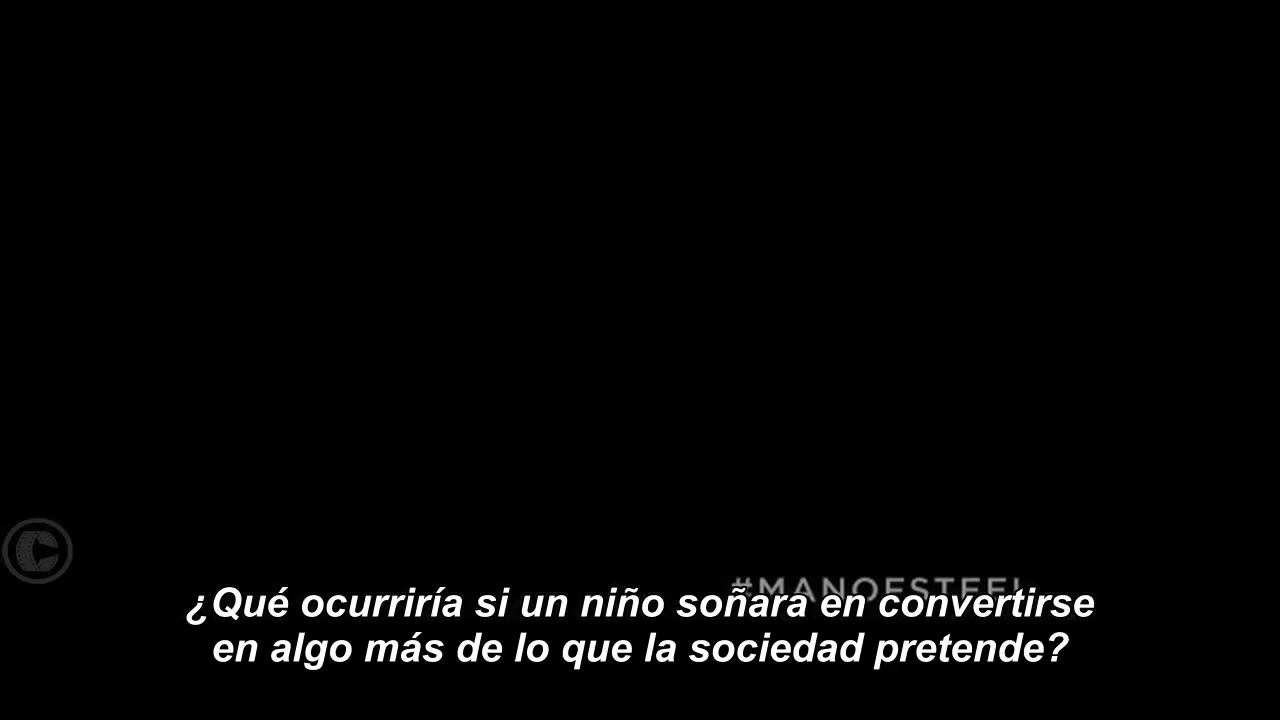 #MANOFSTEEL
¿Qué ocurriría si un niño soñara en convertirse
en algo más de lo que la sociedad pretende?